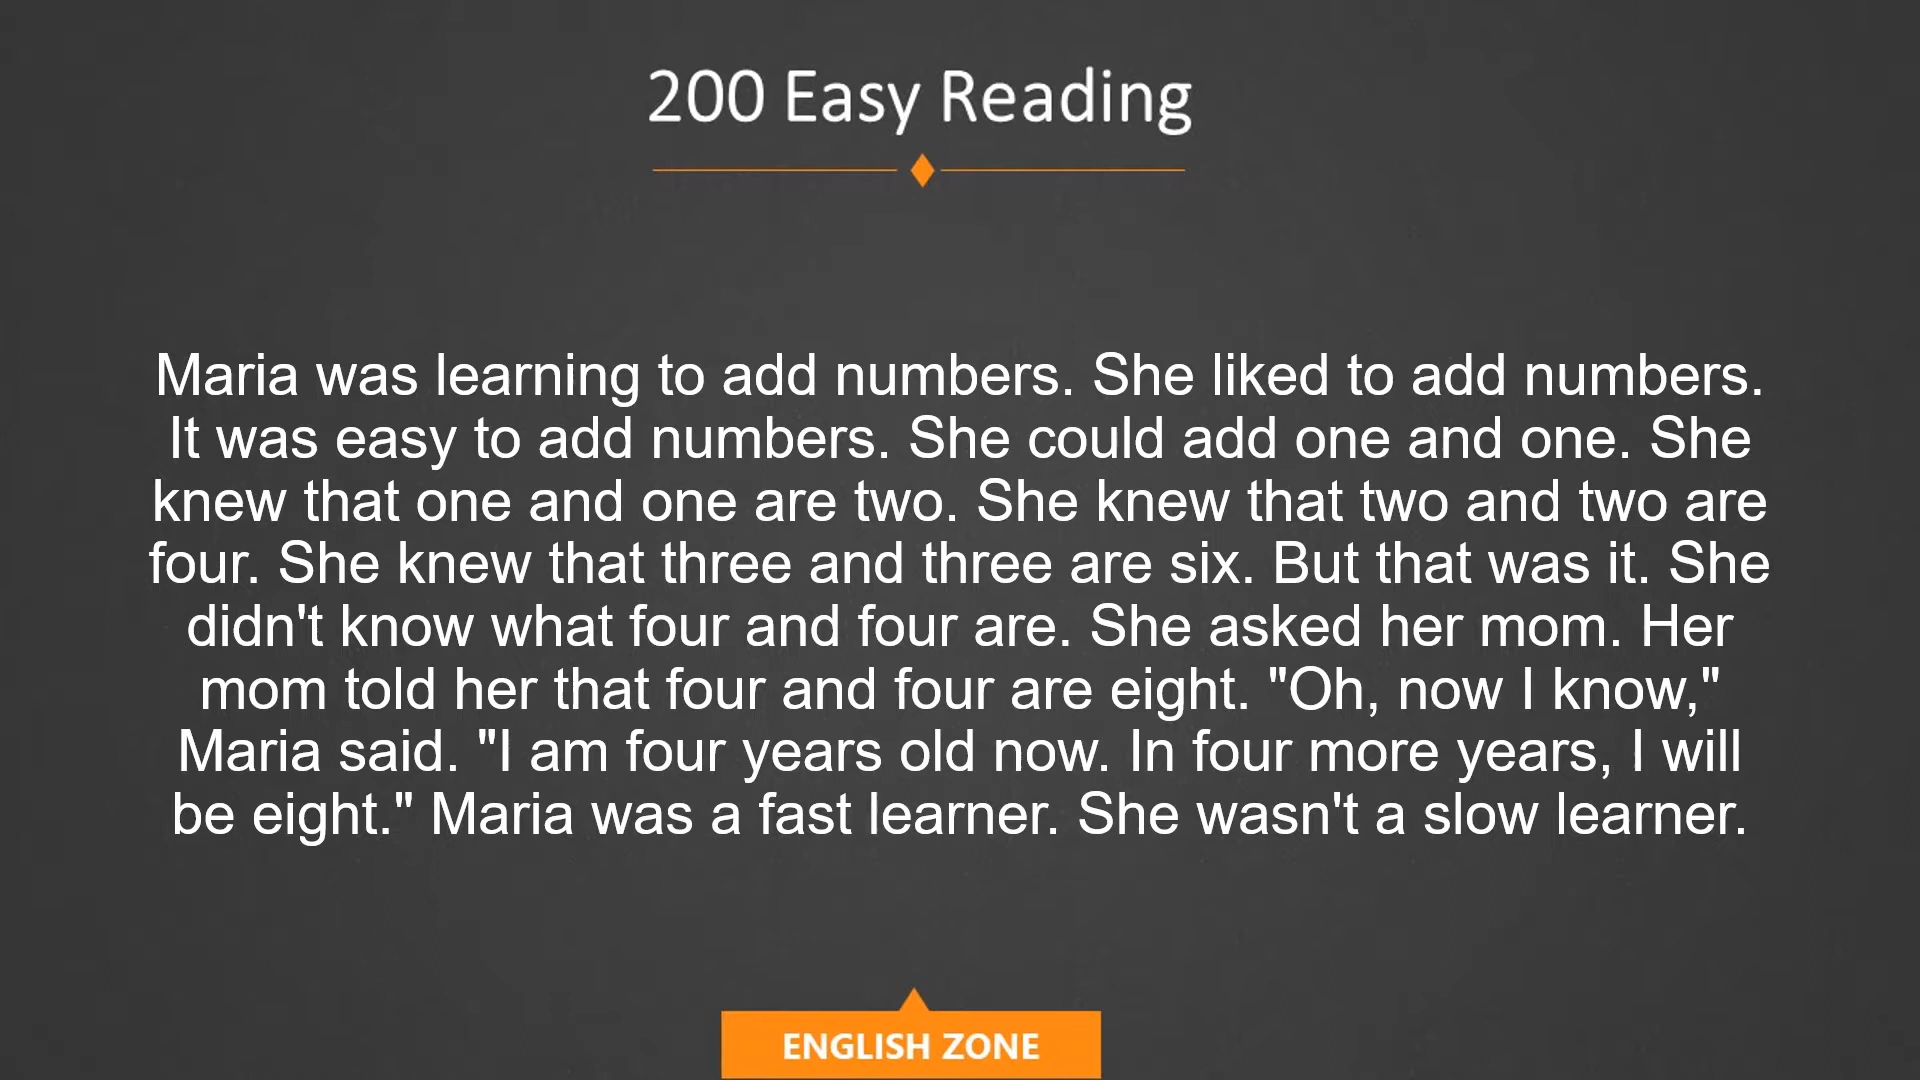 200 Easy Reading
Maria was learning to add numbers. She liked to add numbers.
It was easy to add numbers. She could add one and one. She
knew that one and one are two. She knew that two and two are
four. She knew that three and three are six. But that was it. She
didn't know what four and four are. She asked her mom. Her
mom told her that four and four are eight. "Oh, now I know,"
Maria said. "I am four years old now. In four more years, I will
be eight." Maria was a fast learner. She wasn't a slow learner.
ENGLISH ZONE